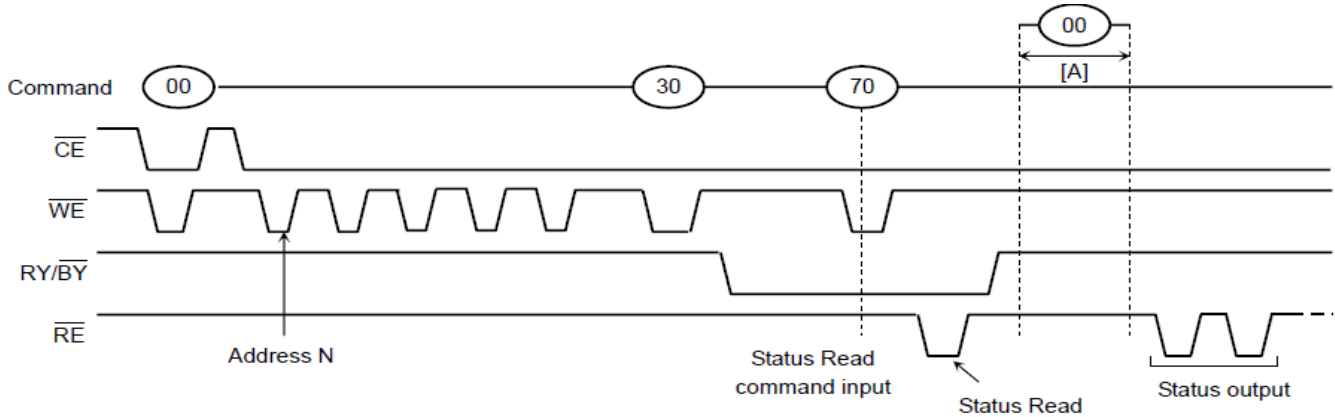 00
[A]
Command 00 30 70
CE
WE
RY/BY
RE
Address N
Status Read
command input
Status Read
Status output